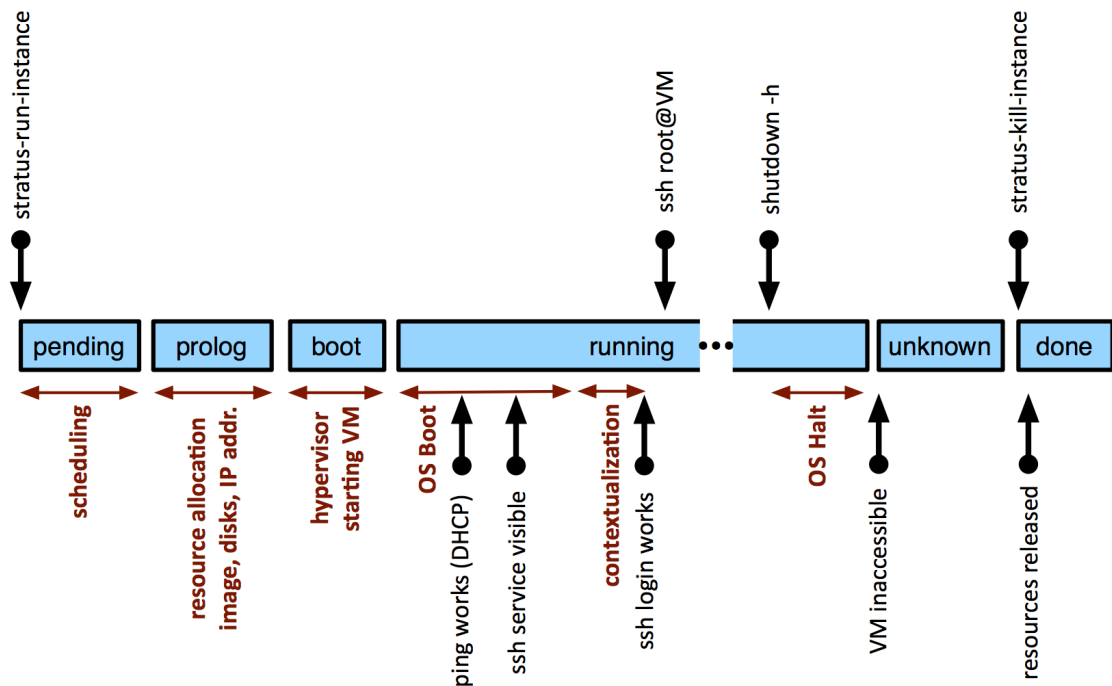 stratus-run-instance
ssh root@VM
shutdown -h
stratus-kill-instance
pending
prolog
boot
running
•••
unknown
done
scheduling
resource allocation
image, disks, IP addr.
hypervisor
starting VM
OS Boot
ping works (DHCP)
ssh service visible
contextualization
ssh login works
OS Halt
VM inaccessible
resources released